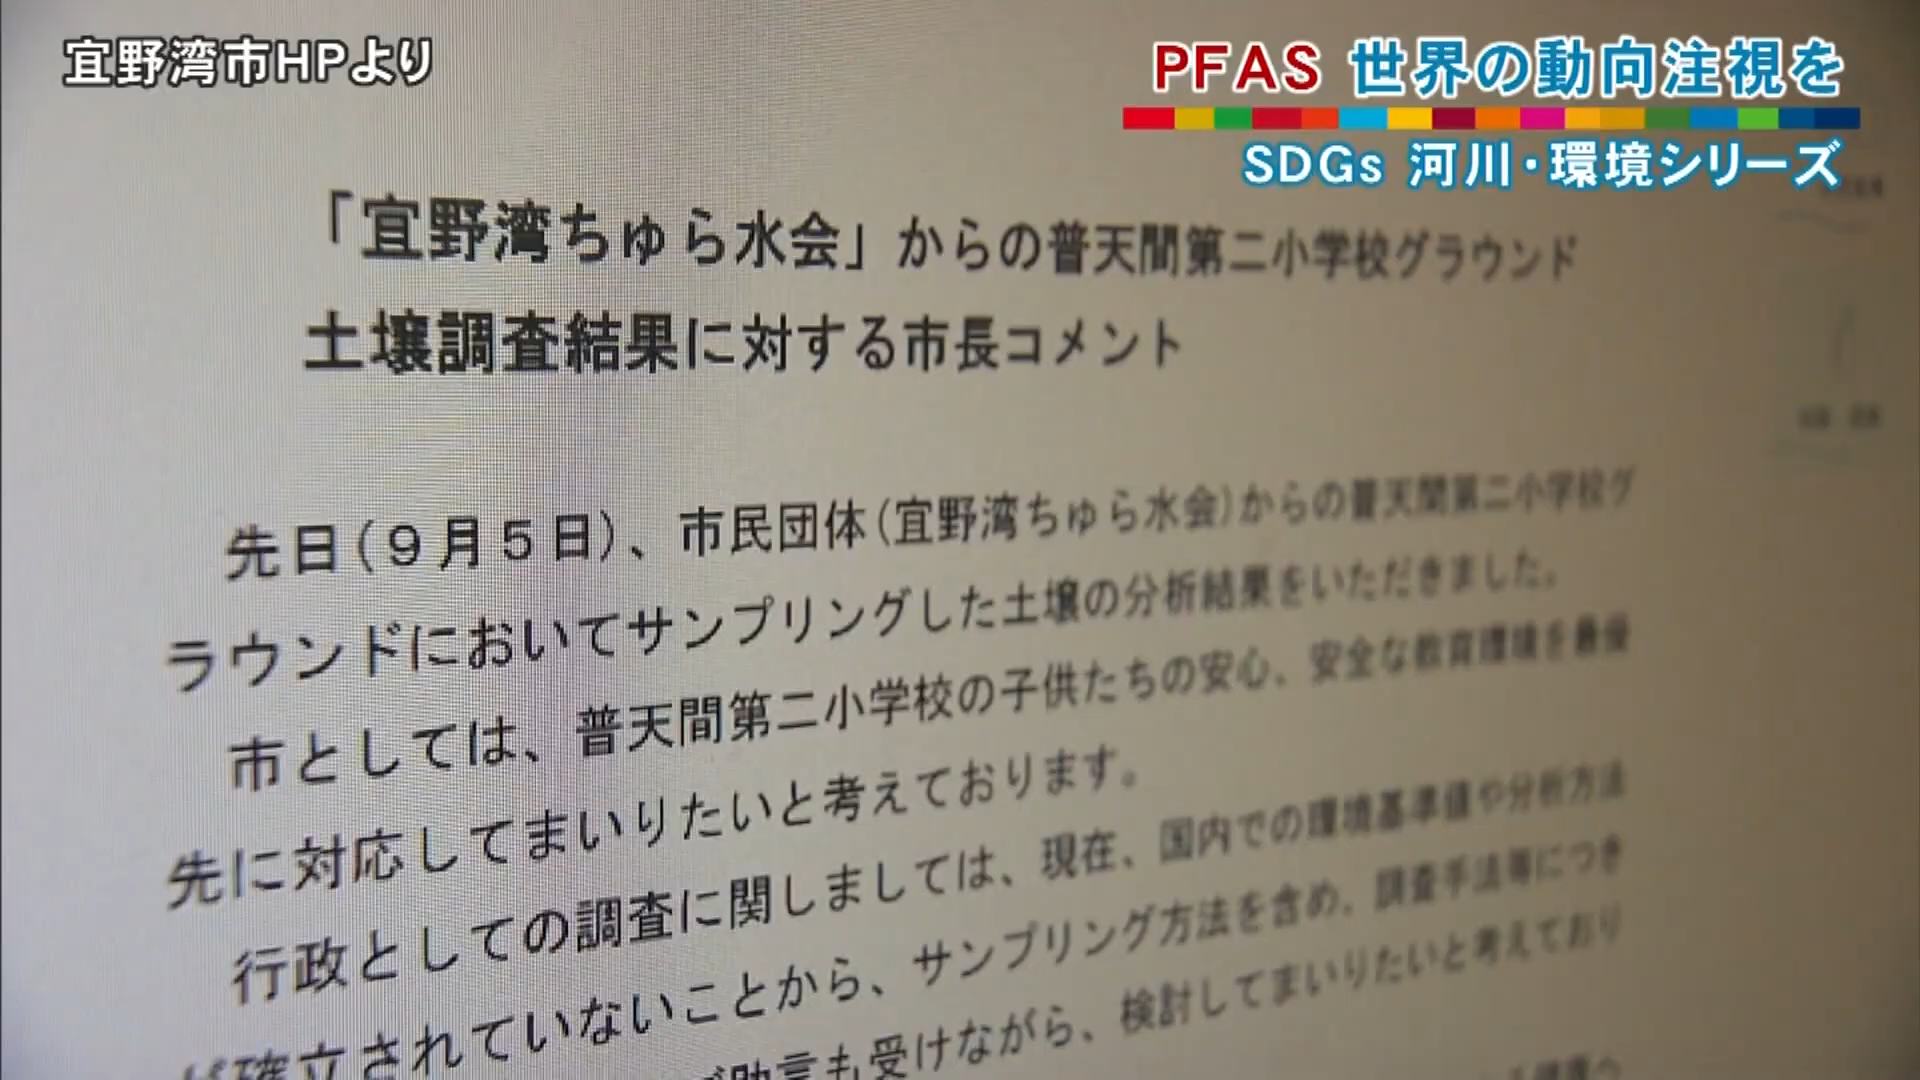 宜野湾市HPより
PFAS 世界の動向注視を
SDGs 河川・環境シリーズ
「宜野湾ちゅら水会」からの普天間第二小学校グラウンド
土壌調査結果に対する市長コメント
先日(9月5日)、市民団体(宜野湾ちゅら水会)からの普天間第二小学校グ
ラウンドにおいてサンプリングした土壌の分析結果をいただきました。
市としては、普天間第二小学校の子供たちの安心、安全な教育環境を最優
先に対応してまいりたいと考えております。
行政としての調査に関しましては、現在、国内での環境基準値や分析方法
が確立されていないことから、サンプリング方法を含め、調査手法等につき
助言も受けながら、検討してまいりたいと考えており